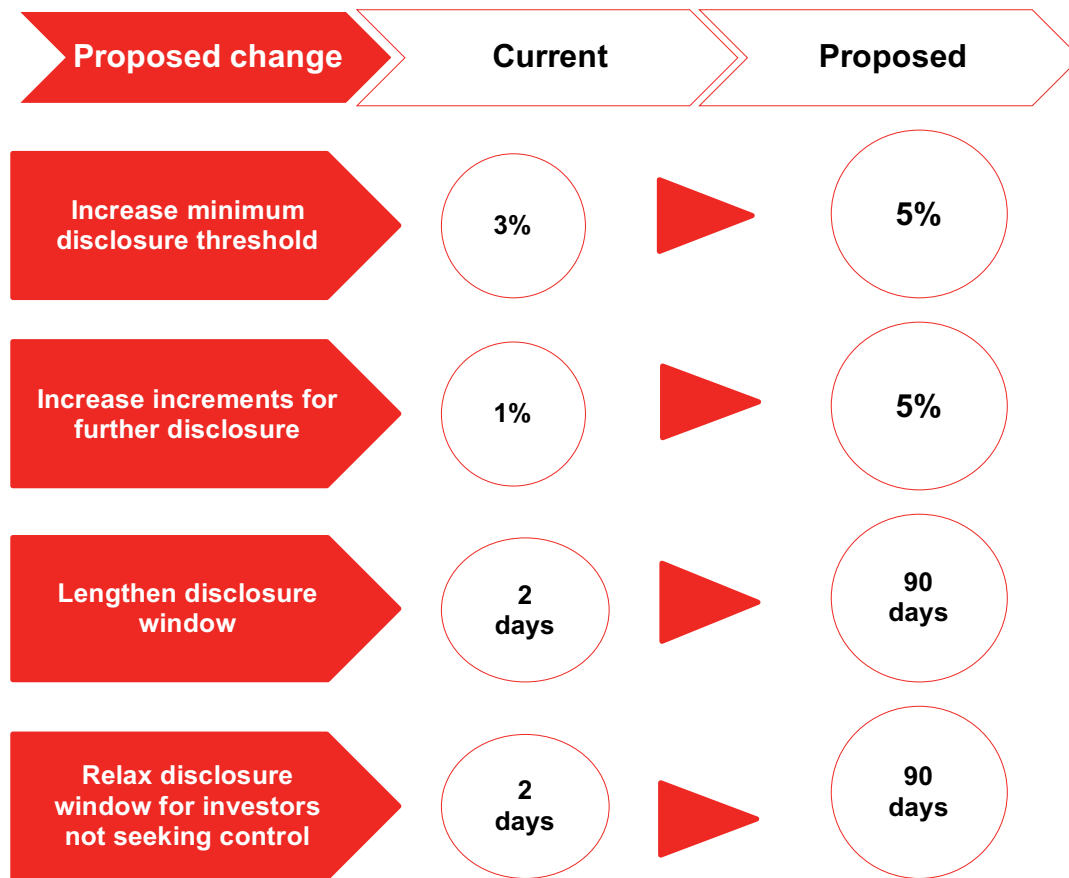 Proposed change
Current
Proposed
Increase minimum
disclosure threshold
3%
5%
Increase increments for
further disclosure
1%
5%
Lengthen disclosure
window
2
days
90
days
Relax disclosure
window for investors
not seeking control
2
days
90
days